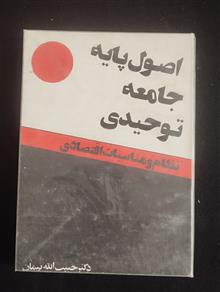 اصول پایه
جامعه
توحیدی
نظام و مناسبات اقتصادی
دکتر حبیب الله پیمان